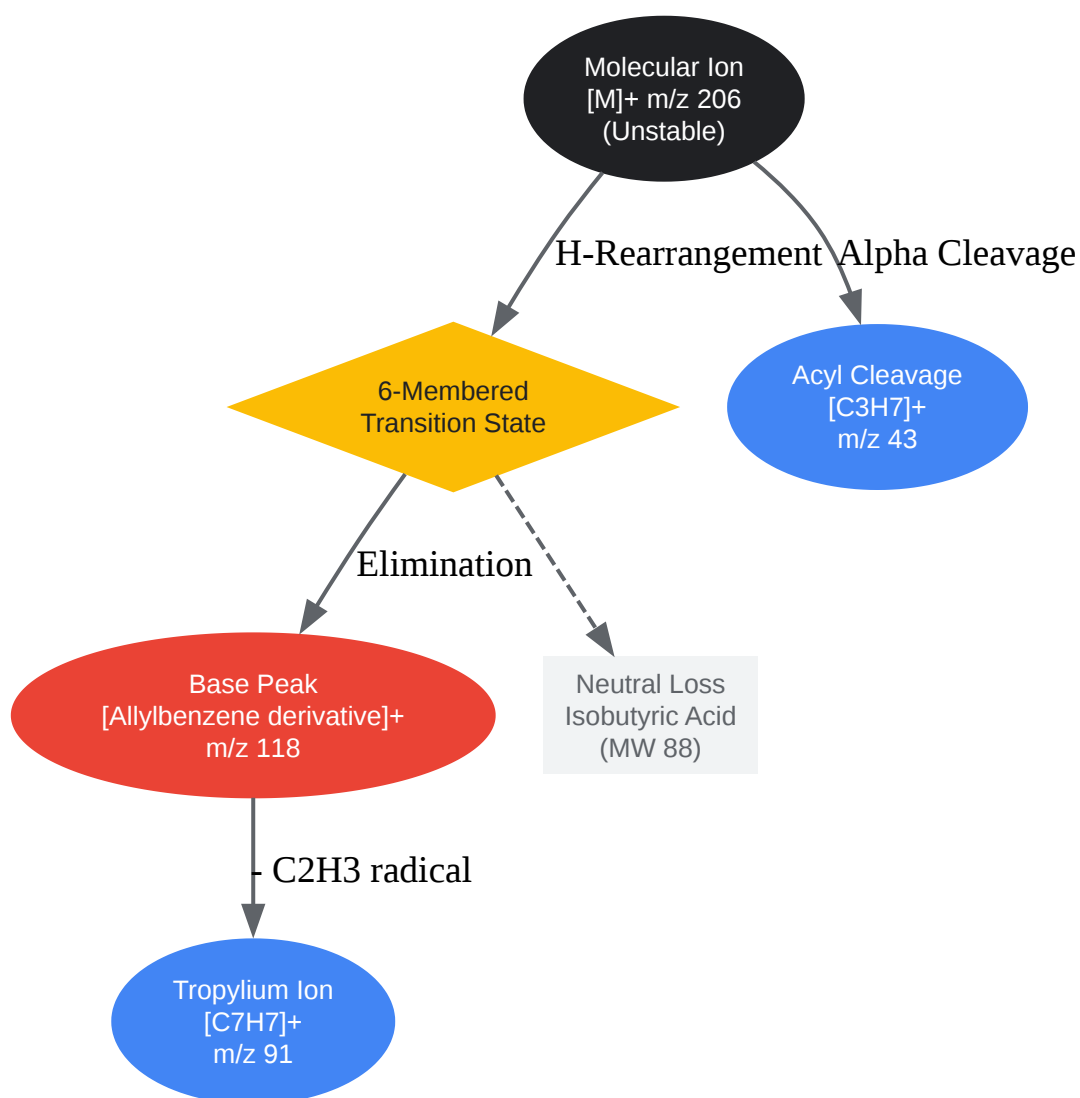 Molecular Ion
[M]+ m/z 206
(Unstable)
H-Rearrangement
Alpha Cleavage
6-Membered
Transition State
Acyl Cleavage
[C3H7]+
m/z 43
Elimination
Base Peak
[Allylbenzene derivative]+
m/z 118
Neutral Loss
Isobutyric Acid
(MW 88)
- C2H3 radical
Tropylium Ion
[C7H7]+
m/z 91